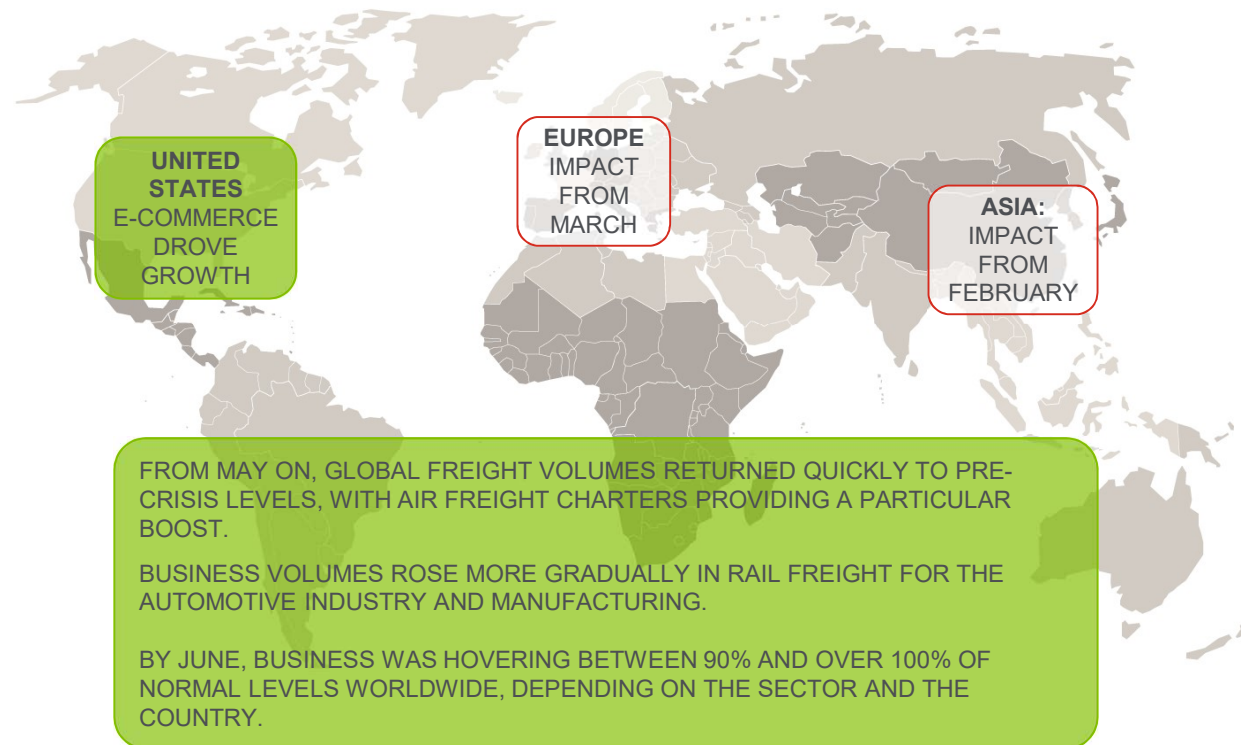 UNITED
STATES
E-COMMERCE
DROVE
GROWTH
EUROPE
IMPACT
FROM
MARCH
ASIA:
IMPACT
FROM
FEBRUARY
FROM MAY ON, GLOBAL FREIGHT VOLUMES RETURNED QUICKLY TO PRE-
CRISIS LEVELS, WITH AIR FREIGHT CHARTERS PROVIDING A PARTICULAR
BOOST.
BUSINESS VOLUMES ROSE MORE GRADUALLY IN RAIL FREIGHT FOR THE
AUTOMOTIVE INDUSTRY AND MANUFACTURING.
BY JUNE, BUSINESS WAS HOVERING BETWEEN 90% AND OVER 100% OF
NORMAL LEVELS WORLDWIDE, DEPENDING ON THE SECTOR AND THE
COUNTRY.